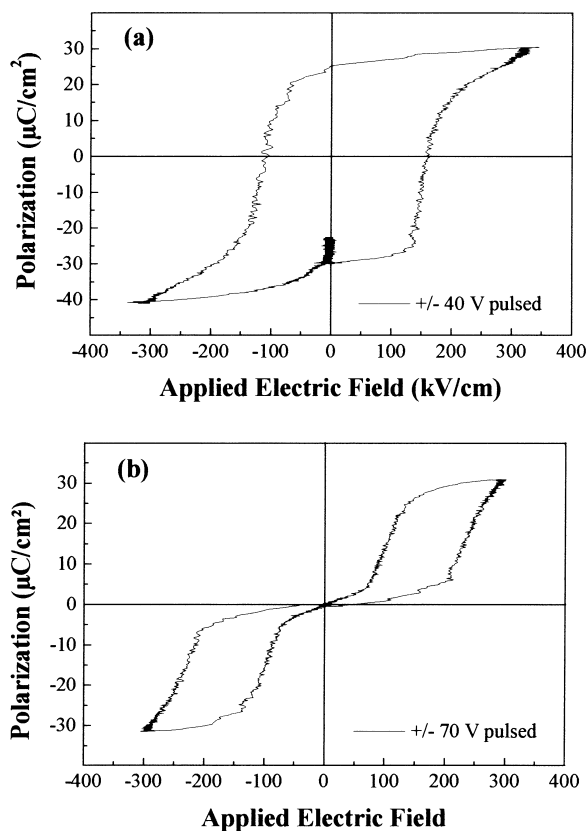 (a)
30
20
10
0
-10
-20
-30
-40
Polarization (µC/cm²)
+/- 40 V pulsed
-400 -300 -200 -100 0 100 200 300 400
Applied Electric Field (kV/cm)
(b)
30
20
10
0
-10
-20
-30
-40
Polarization (µC/cm²)
+/- 70 V pulsed
-400 -300 -200 -100 0 100 200 300 400
Applied Electric Field